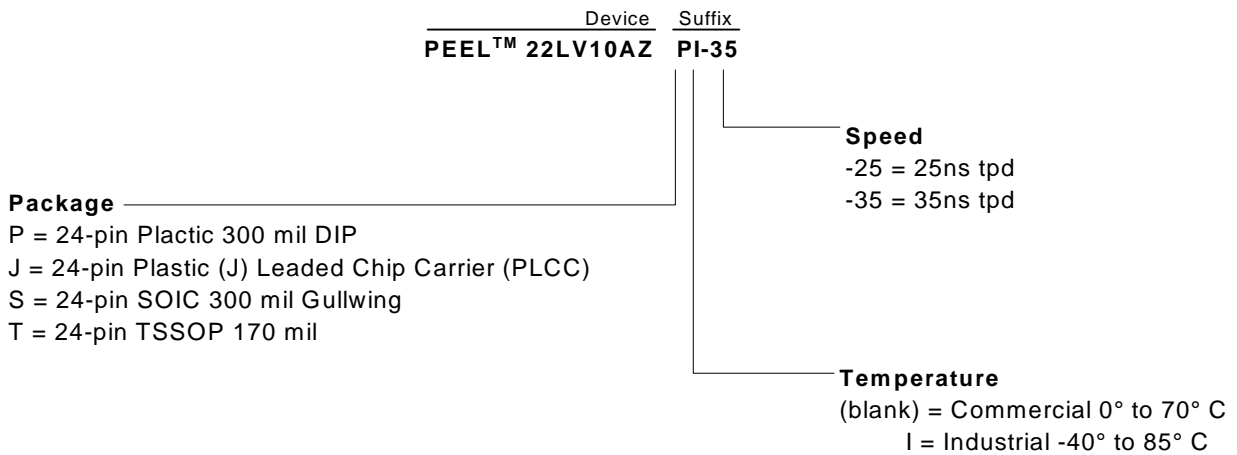 Device Suffix
PEEL™ 22LV10AZ PI-35
Speed
-25 = 25ns tpd
-35 = 35ns tpd
Package
P = 24-pin Plactic 300 mil DIP
J = 24-pin Plastic (J) Leaded Chip Carrier (PLCC)
S = 24-pin SOIC 300 mil Gullwing
T = 24-pin TSSOP 170 mil
Temperature
(blank) = Commercial 0° to 70° C
I = Industrial -40° to 85° C